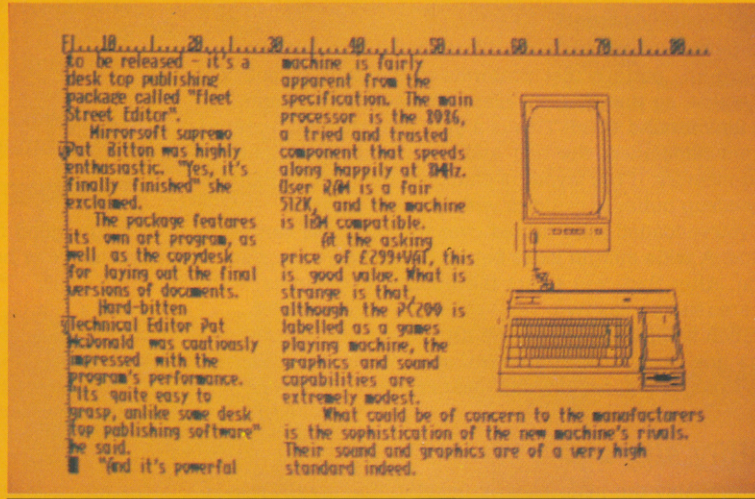 10 20 30 40 50 60 70 80
to be released - it's a
desk top publishing
package called "Fleet
Street Editor".
Mirrorsoft supremo
Pat Bitton was highly
enthusiastic. "Yes, it's
finally finished" she
exclaimed.
The package features
its own art program, as
well as the copydesk
for laying out the final
versions of documents.
Hard-bitten
Technical Editor Pat
McDonald was cautiously
impressed with the
program's performance.
"Its quite easy to
grasp, unlike some desk
top publishing software"
he said.
"And it's powerful
machine is fairly
apparent from the
specification. The main
processor is the 8086,
a tried and trusted
component that speeds
along happily at 8MHz.
User RAM is a fair
512K, and the machine
is IBM compatible.
At the asking
price of £299+VAT, this
is good value. What is
strange is that,
although the PC200 is
labelled as a games
playing machine, the
graphics and sound
capabilities are
extremely modest.
What could be of concern to the manufacturers
is the sophistication of the new machine's rivals.
Their sound and graphics are of a very high
standard indeed.